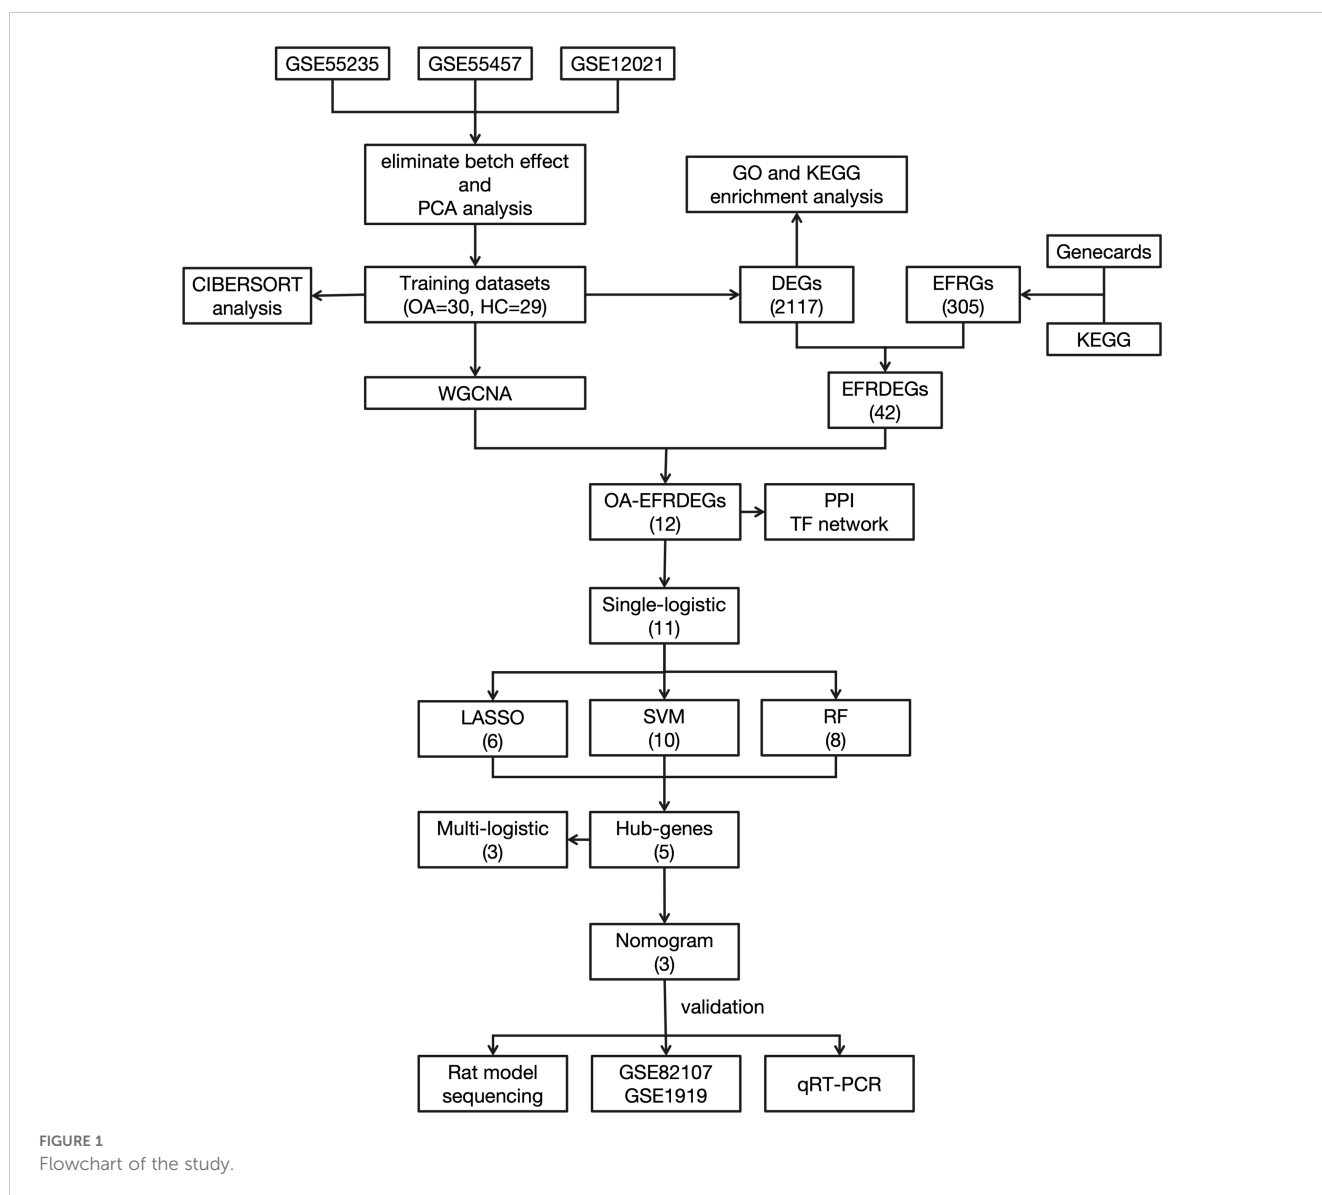 GSE55235
GSE55457
GSE12021
eliminate betch effect
and
PCA analysis
GO and KEGG
enrichment analysis
Genecards
CIBERSORT
analysis
Training datasets
(OA=30, HC=29)
DEGs
(2117)
EFRGs
(305)
KEGG
WGCNA
EFRDEGs
(42)
OA-EFRDEGs
(12)
PPI
TF network
Single-logistic
(11)
LASSO
(6)
SVM
(10)
RF
(8)
Multi-logistic
(3)
Hub-genes
(5)
Nomogram
(3)
validation
Rat model
sequencing
GSE82107
GSE1919
qRT-PCR
FIGURE 1
Flowchart of the study.